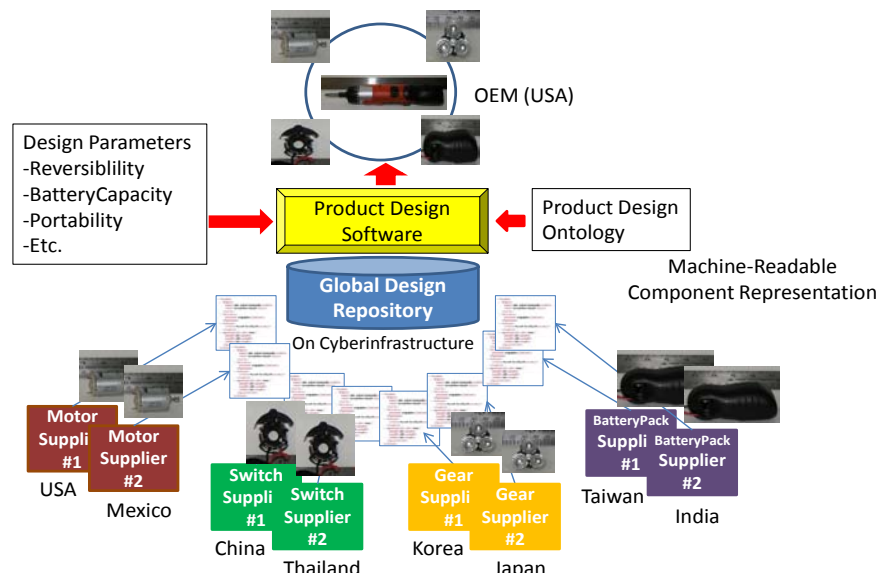 OEM (USA)
Design Parameters
-Reversiblility
-BatteryCapacity
-Portability
-Etc.
Product Design
Software
Product Design
Ontology
Global Design
Repository
On Cyberinfrastructure
Machine-Readable
Component Representation
Motor
Suppli
#1
USA
Motor
Supplier
#2
Mexico
Switch
Suppli
#1
China
Switch
Supplier
#2
Thailand
Gear
Suppli
#1
Korea
Gear
Supplier
#2
Japan
BatteryPack
Suppli
#1
Taiwan
BatteryPack
Supplier
#2
India